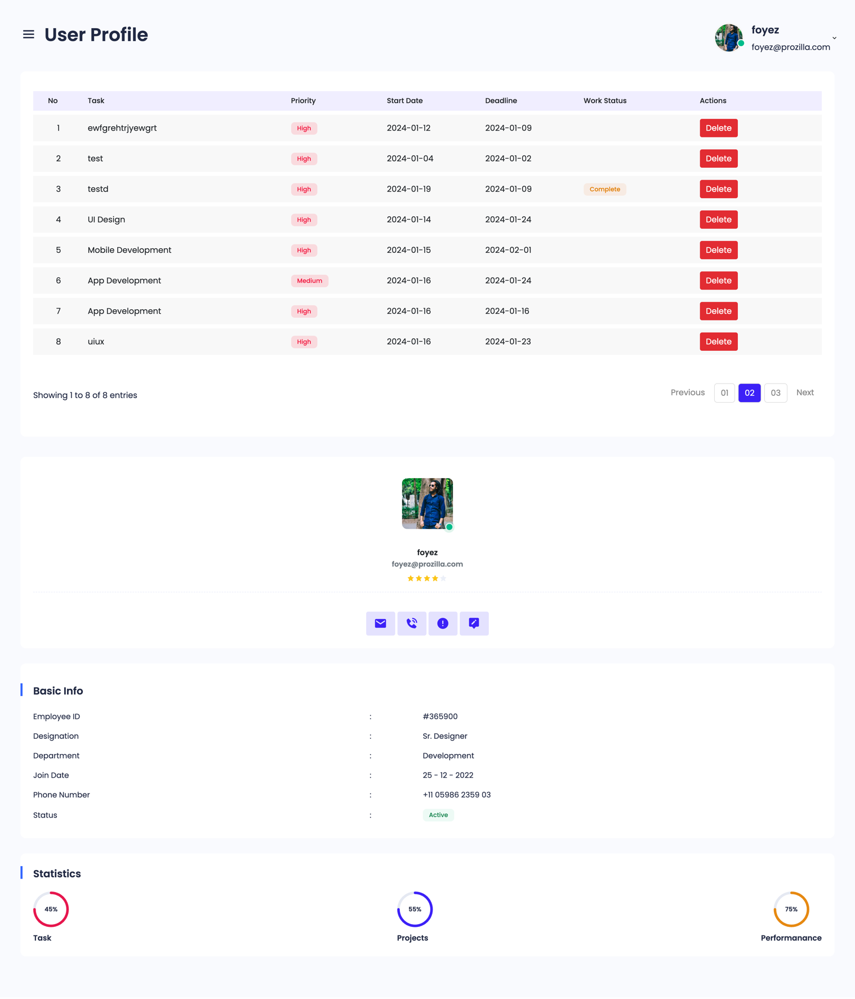 User Profile
foyez
foyez@prozilla.com
No Task Priority Start Date Deadline Work Status Actions
1 ewfgrehtrjyewgrt High 2024-01-12 2024-01-09 Delete
2 test High 2024-01-04 2024-01-02 Delete
3 testd High 2024-01-19 2024-01-09 Complete Delete
4 UI Design High 2024-01-14 2024-01-24 Delete
5 Mobile Development High 2024-01-15 2024-02-01 Delete
6 App Development Medium 2024-01-16 2024-01-24 Delete
7 App Development High 2024-01-16 2024-01-16 Delete
8 uiux High 2024-01-16 2024-01-23 Delete
Showing 1 to 8 of 8 entries Previous 01 02 03 Next
foyez
foyez@prozilla.com
Basic Info
Employee ID : #365900
Designation : Sr. Designer
Department : Development
Join Date : 25 - 12 - 2022
Phone Number : +11 05986 2359 03
Status : Active
Statistics
45% 55% 75%
Task Projects Performanance